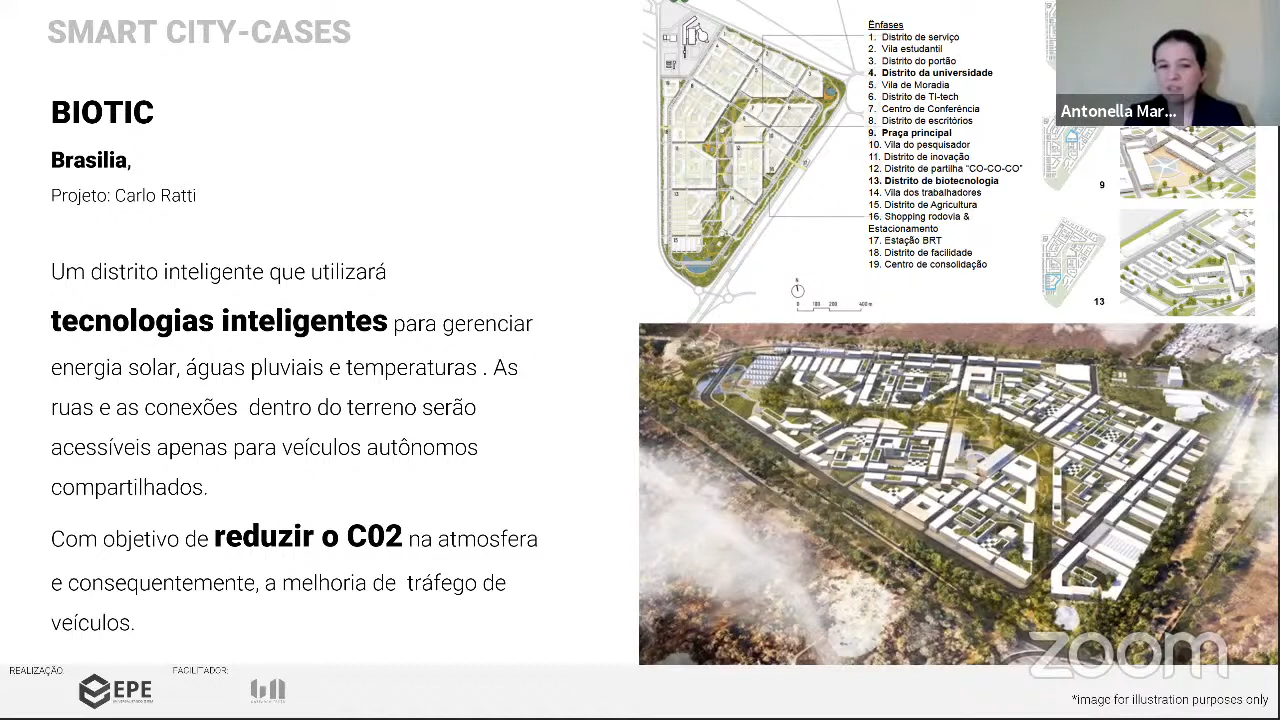 SMART CITY-CASES
BIOTIC
Brasilia,
Projeto: Carlo Ratti
Um distrito inteligente que utilizará
tecnologias inteligentes para gerenciar
energia solar, águas pluviais e temperaturas . As
ruas e as conexões dentro do terreno serão
acessíveis apenas para veículos autônomos
compartilhados.
Com objetivo de reduzir o C02 na atmosfera
e consequentemente, a melhoria de tráfego de
veículos.
Ênfases
1. Distrito de serviço
2. Vila estudantil
3. Distrito do portão
4. Distrito da universidade
5. Vila de Moradia
6. Distrito de TI-tech
7. Centro de Conferência
8. Distrito de escritórios
9. Praça principal
10. Vila do pesquisador
11. Distrito de inovação
12. Distrito de partilha "CO-CO-CO"
13. Distrito de biotecnologia
14. Vila dos trabalhadores
15. Distrito de Agricultura
16. Shopping rodovia &
Estacionamento
17. Estação BRT
18. Distrito de facilidade
19. Centro de consolidação
N
0 100 200 400 m
Antonella Mar...
9
13
zoom
REALIZAÇÃO
EPE
FACILITADOR:
*image for illustration purposes only